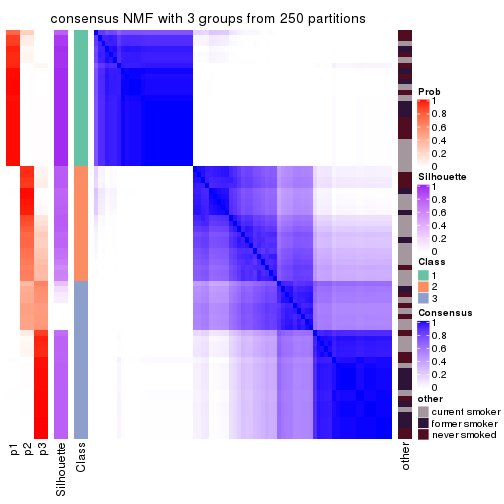 consensus NMF with 3 groups from 250 partitions
Prob
1
0.8
0.6
0.4
0.2
0
Silhouette
1
0.8
0.6
0.4
0.2
0
Class
1
2
3
Consensus
1
0.8
0.6
0.4
0.2
0
other
current smoker
former smoker
never smoked
p1
p2
p3
Silhouette
Class
other